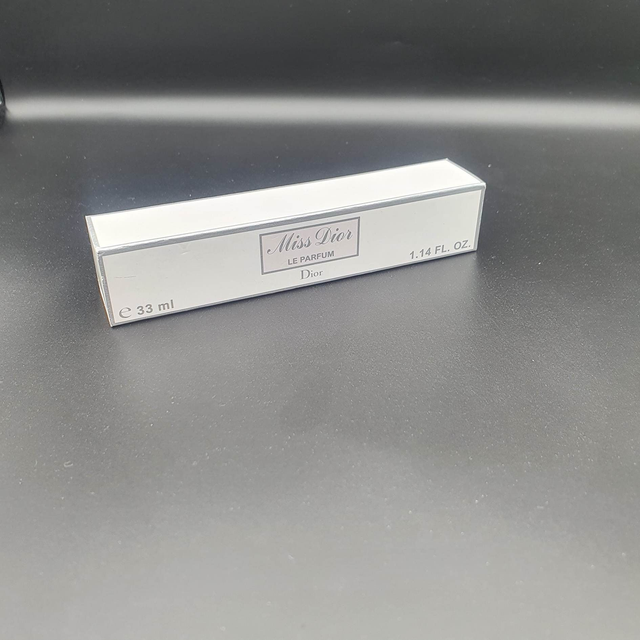 Miss Dior
LE PARFUM
Dior
℮ 33 ml
1.14 FL. OZ.